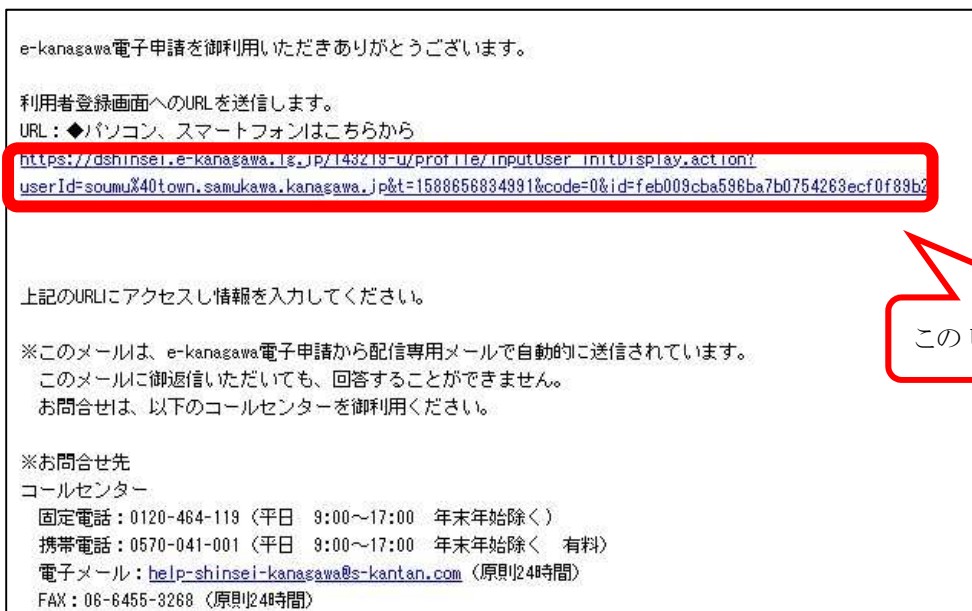 e-kanagawa電子申請を御利用いただきありがとうございます。
利用者登録画面へのURLを送信します。
URL：◆パソコン、スマートフォンはこちらから
https://dshinsei.e-kanagawa.lg.jp/143219-u/profile/inputUser_initDisplay.action?
userId=soumu%40town.samukawa.kanagawa.jp&t=1588656834991&code=0&id=feb009cba596ba7b0754263ecf0f89b2
上記のURLにアクセスし情報を入力してください。
この
※このメールは、e-kanagawa電子申請から配信専用メールで自動的に送信されています。
このメールに御返信いただいても、回答することができません。
お問合せは、以下のコールセンターを御利用ください。
※お問合せ先
コールセンター
固定電話：0120-464-119（平日　9:00～17:00　年末年始除く）
携帯電話：0570-041-001（平日　9:00～17:00　年末年始除く　有料）
電子メール：help-shinsei-kanagawa@s-kantan.com（原則24時間）
FAX：06-6455-3268（原則24時間）